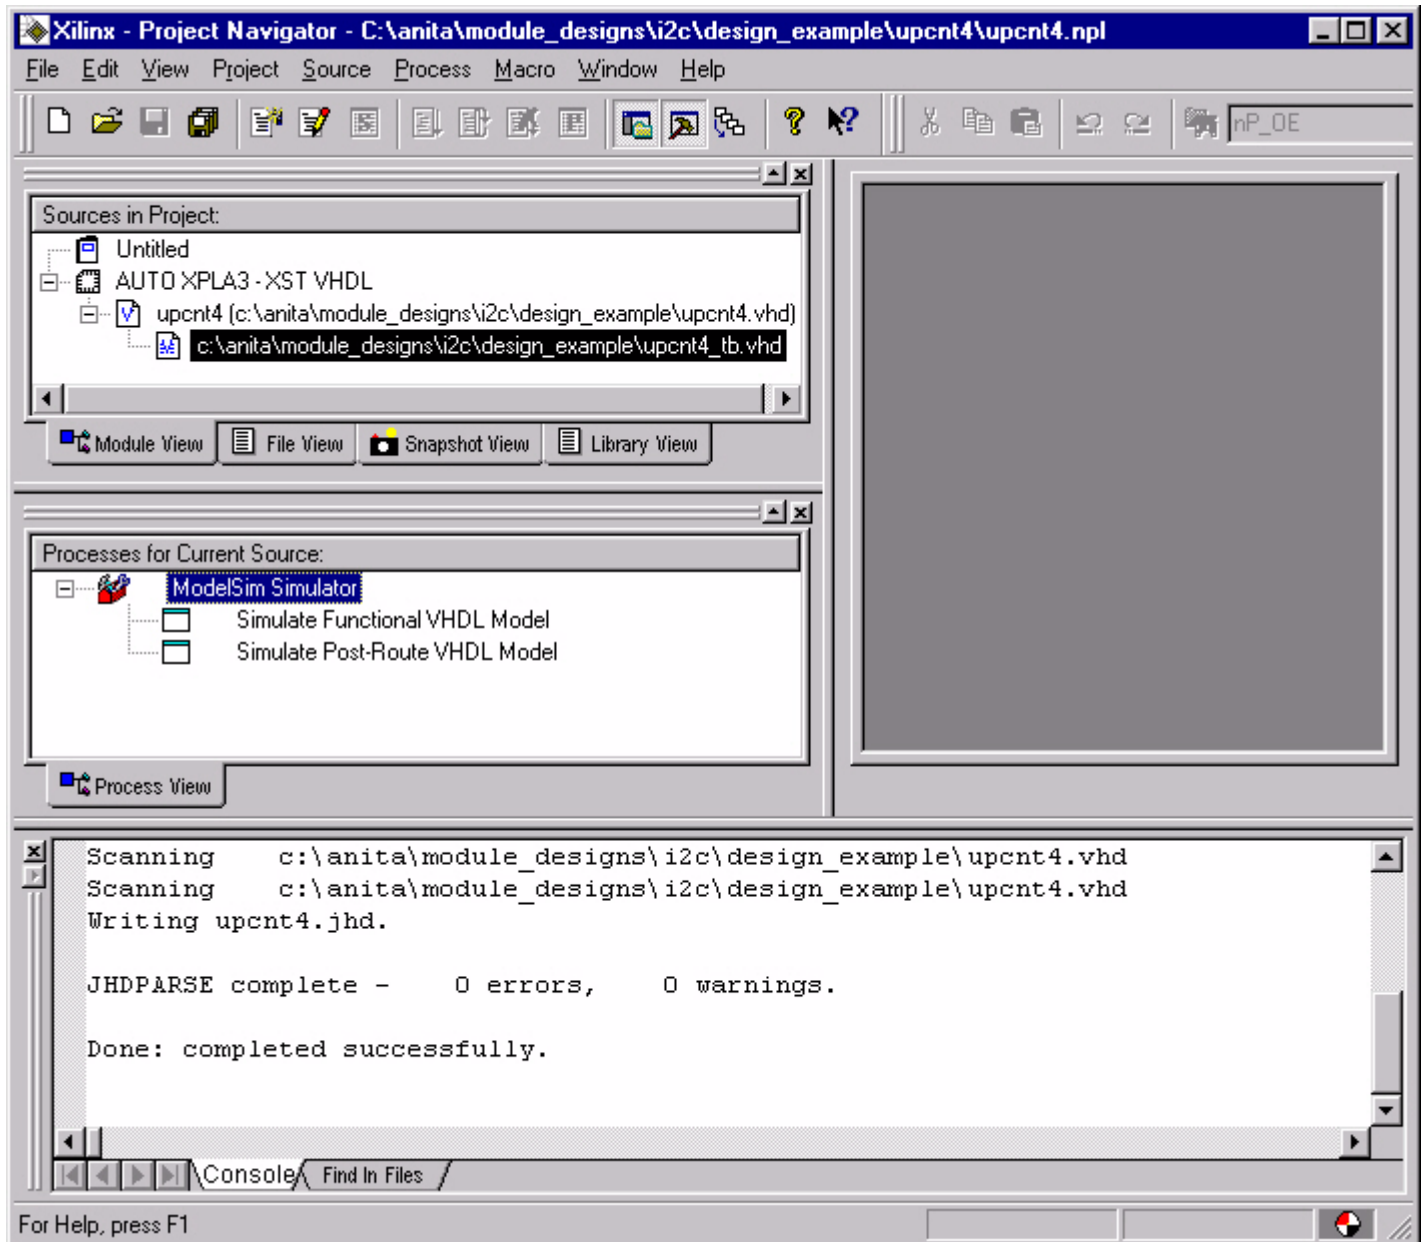 Xilinx - Project Navigator - C:\anita\module_designs\i2c\design_example\upcnt4\upcnt4.npl
File Edit View Project Source Process Macro Window Help
nP_OE
Sources in Project:
Untitled
AUTO XPLA3 - XST VHDL
upcnt4 (c:\anita\module_designs\i2c\design_example\upcnt4.vhd)
c:\anita\module_designs\i2c\design_example\upcnt4_tb.vhd
Module View File View Snapshot View Library View
Processes for Current Source:
ModelSim Simulator
Simulate Functional VHDL Model
Simulate Post-Route VHDL Model
Process View
Scanning    c:\anita\module_designs\i2c\design_example\upcnt4.vhd
Scanning    c:\anita\module_designs\i2c\design_example\upcnt4.vhd
Writing upcnt4.jhd.
JHDPARSE complete -    0 errors,    0 warnings.
Done: completed successfully.
Console Find In Files
For Help, press F1